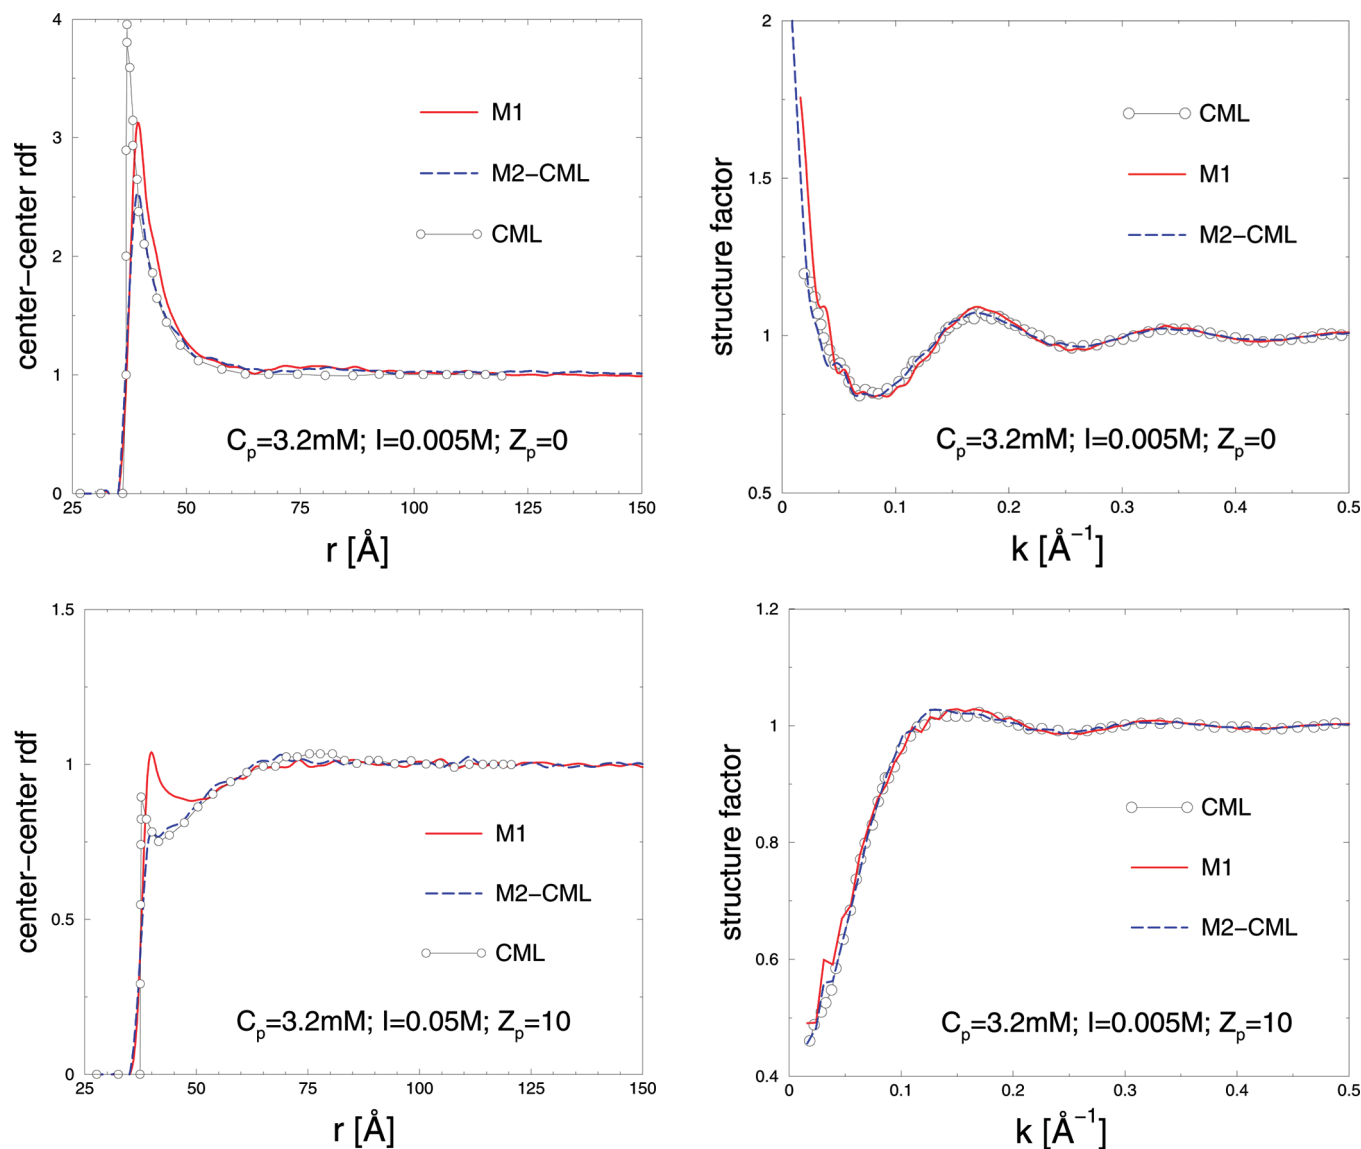 4
3
2
1
0
25
50
75
100
125
150
center−center rdf
r [Å]
M1
M2−CML
CML
Cp=3.2mM; I=0.005M; Zp=0
2
1.5
1
0.5
0
0.1
0.2
0.3
0.4
0.5
structure factor
k [Å−1]
CML
M1
M2−CML
Cp=3.2mM; I=0.005M; Zp=0
1.5
1
0.5
0
25
50
75
100
125
150
center−center rdf
r [Å]
M1
M2−CML
CML
Cp=3.2mM; I=0.05M; Zp=10
1.2
1
0.8
0.6
0.4
0
0.1
0.2
0.3
0.4
0.5
structure factor
k [Å−1]
CML
M1
M2−CML
Cp=3.2mM; I=0.005M; Zp=10